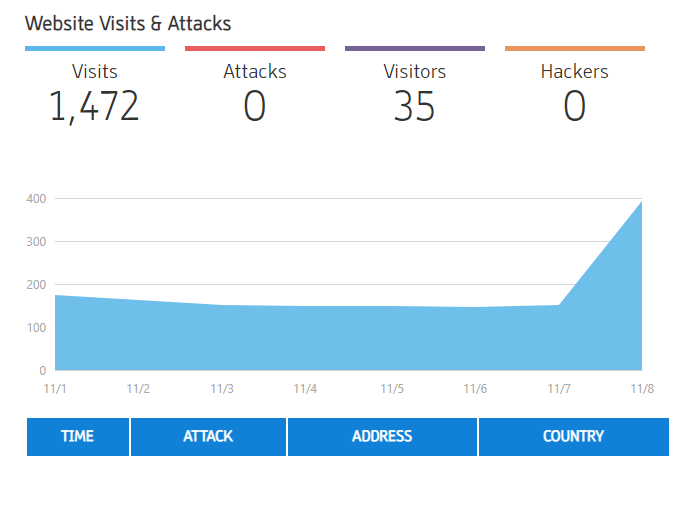 Website Visits & Attacks
Visits Attacks Visitors Hackers
1,472 0 35 0
400
300
200
100
0
11/1 11/2 11/3 11/4 11/5 11/6 11/7 11/8
TIME ATTACK ADDRESS COUNTRY